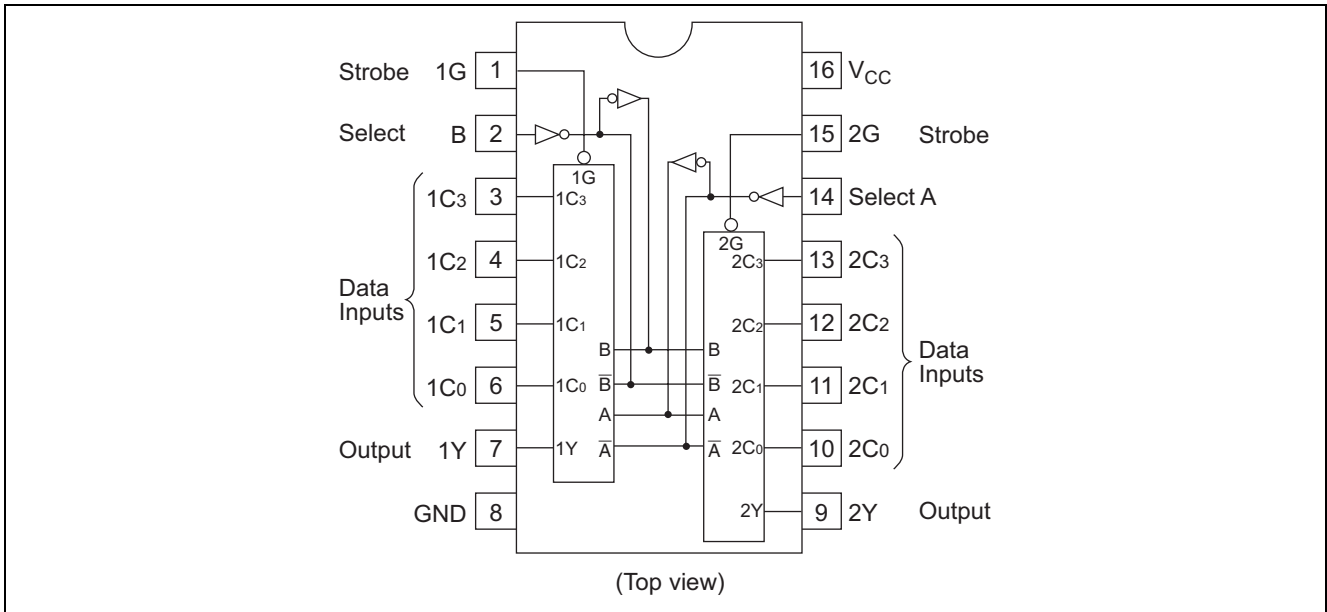 Strobe 1G 1
16 VCC
Select B 2
15 2G Strobe
1G
1C3 3 1C3
14 Select A
2G
1C2 4 1C2
2C3 13 2C3
Data
Inputs
1C1 5 1C1
2C2 12 2C2
B B
Data
Inputs
1C0 6 1C0 B̅ B̅ 2C1 11 2C1
A A
Output 1Y 7 1Y A̅ A̅ 2C0 10 2C0
GND 8
2Y 9 2Y Output
(Top view)